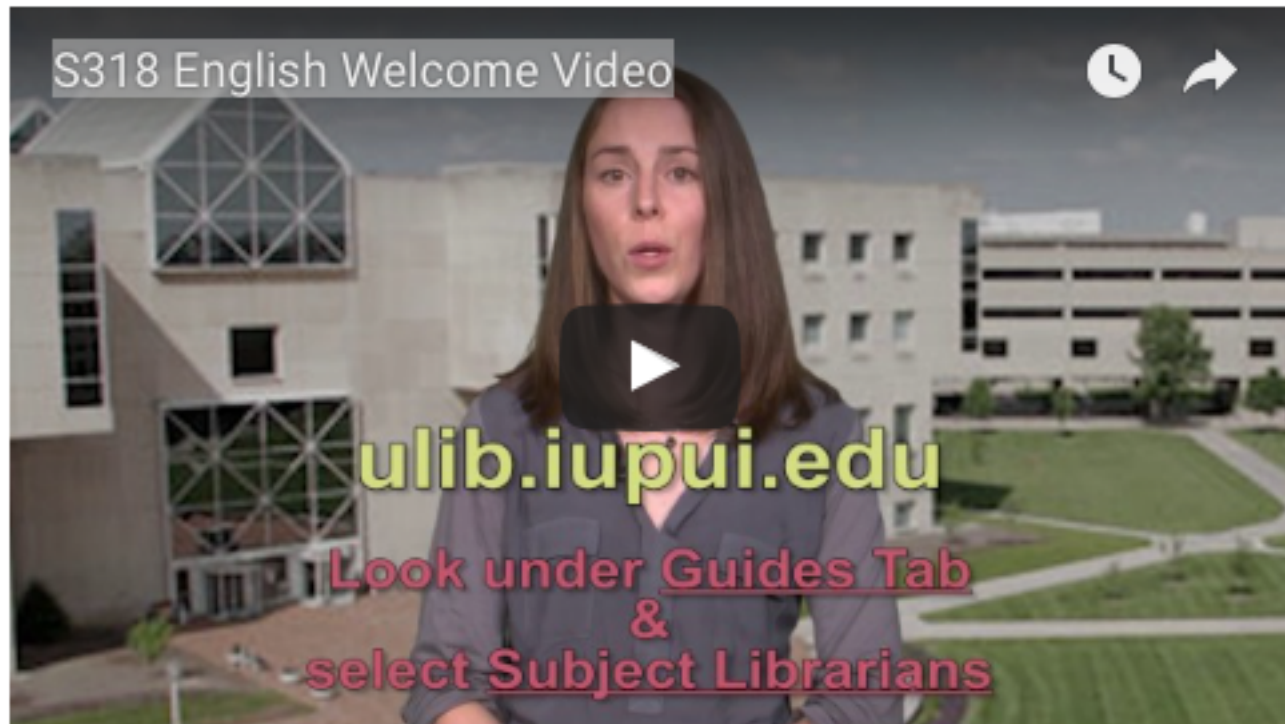 S318 English Welcome Video
ulib.iupui.edu
Look under Guides Tab
&
select Subject Librarians